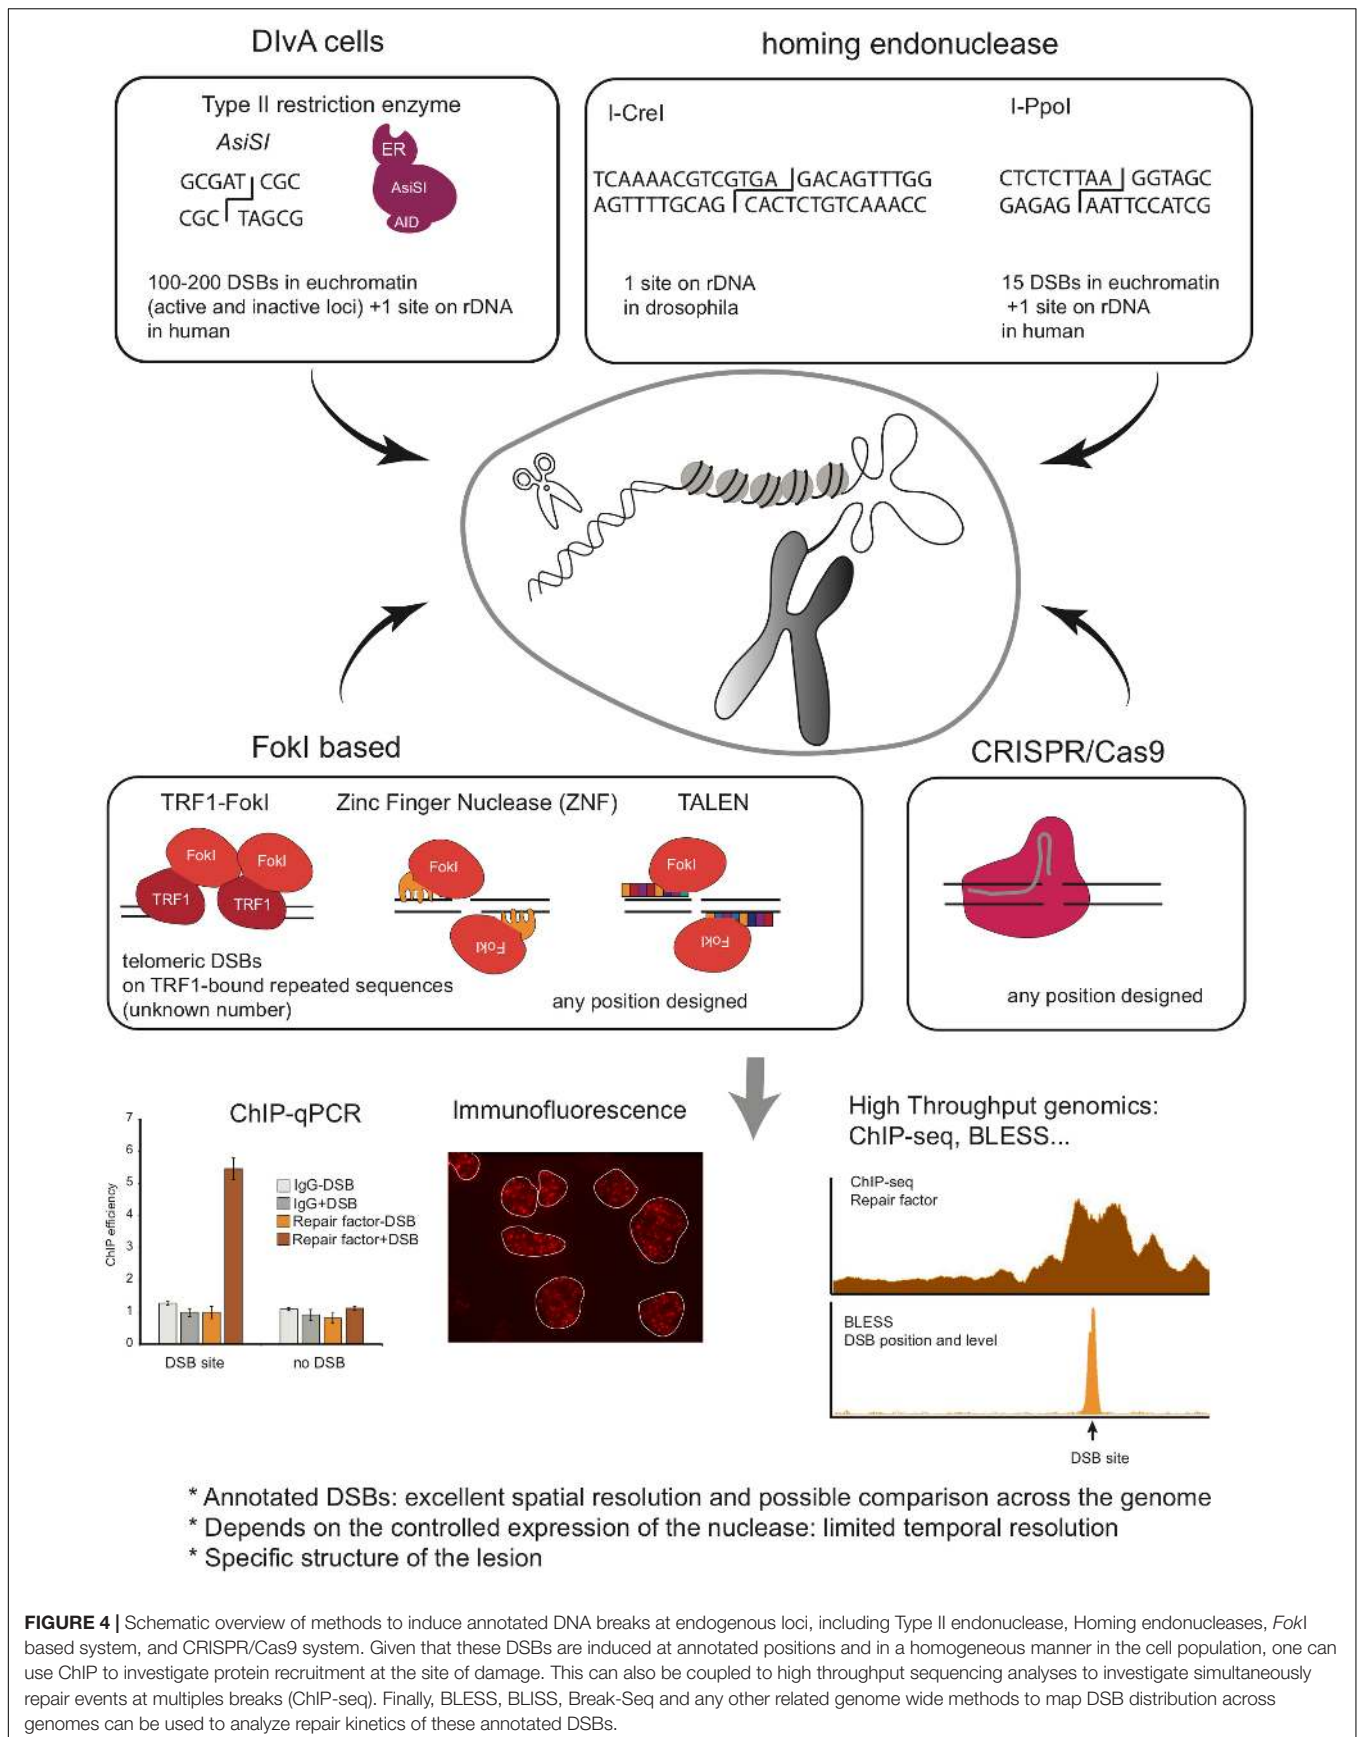 DIvA cells
homing endonuclease
Type II restriction enzyme
AsiSI
GCGAT CGC
CGC TAGCG
ER
AsiSI
AID
100-200 DSBs in euchromatin
(active and inactive loci) +1 site on rDNA
in human
I-CreI
TCAAAACGTCGTGA GACAGTTTGG
AGTTTTGCAG CACTCTGTCAAACC
1 site on rDNA
in drosophila
I-PpoI
CTCTCTTAA GGTAGC
GAGAG AATTCCATCG
15 DSBs in euchromatin
+1 site on rDNA
in human
FokI based
TRF1-FokI
FokI
FokI
TRF1
TRF1
telomeric DSBs
on TRF1-bound repeated sequences
(unknown number)
Zinc Finger Nuclease (ZNF)
FokI
FokI
TALEN
FokI
FokI
any position designed
CRISPR/Cas9
any position designed
ChIP-qPCR
ChIP efficiency
7
6
5
4
3
2
1
0
IgG-DSB
IgG+DSB
Repair factor-DSB
Repair factor+DSB
DSB site
no DSB
Immunofluorescence
High Throughput genomics:
ChIP-seq, BLESS...
ChIP-seq
Repair factor
BLESS
DSB position and level
DSB site
* Annotated DSBs: excellent spatial resolution and possible comparison across the genome
* Depends on the controlled expression of the nuclease: limited temporal resolution
* Specific structure of the lesion
FIGURE 4 | Schematic overview of methods to induce annotated DNA breaks at endogenous loci, including Type II endonuclease, Homing endonucleases, FokI
based system, and CRISPR/Cas9 system. Given that these DSBs are induced at annotated positions and in a homogeneous manner in the cell population, one can
use ChIP to investigate protein recruitment at the site of damage. This can also be coupled to high throughput sequencing analyses to investigate simultaneously
repair events at multiples breaks (ChIP-seq). Finally, BLESS, BLISS, Break-Seq and any other related genome wide methods to map DSB distribution across
genomes can be used to analyze repair kinetics of these annotated DSBs.